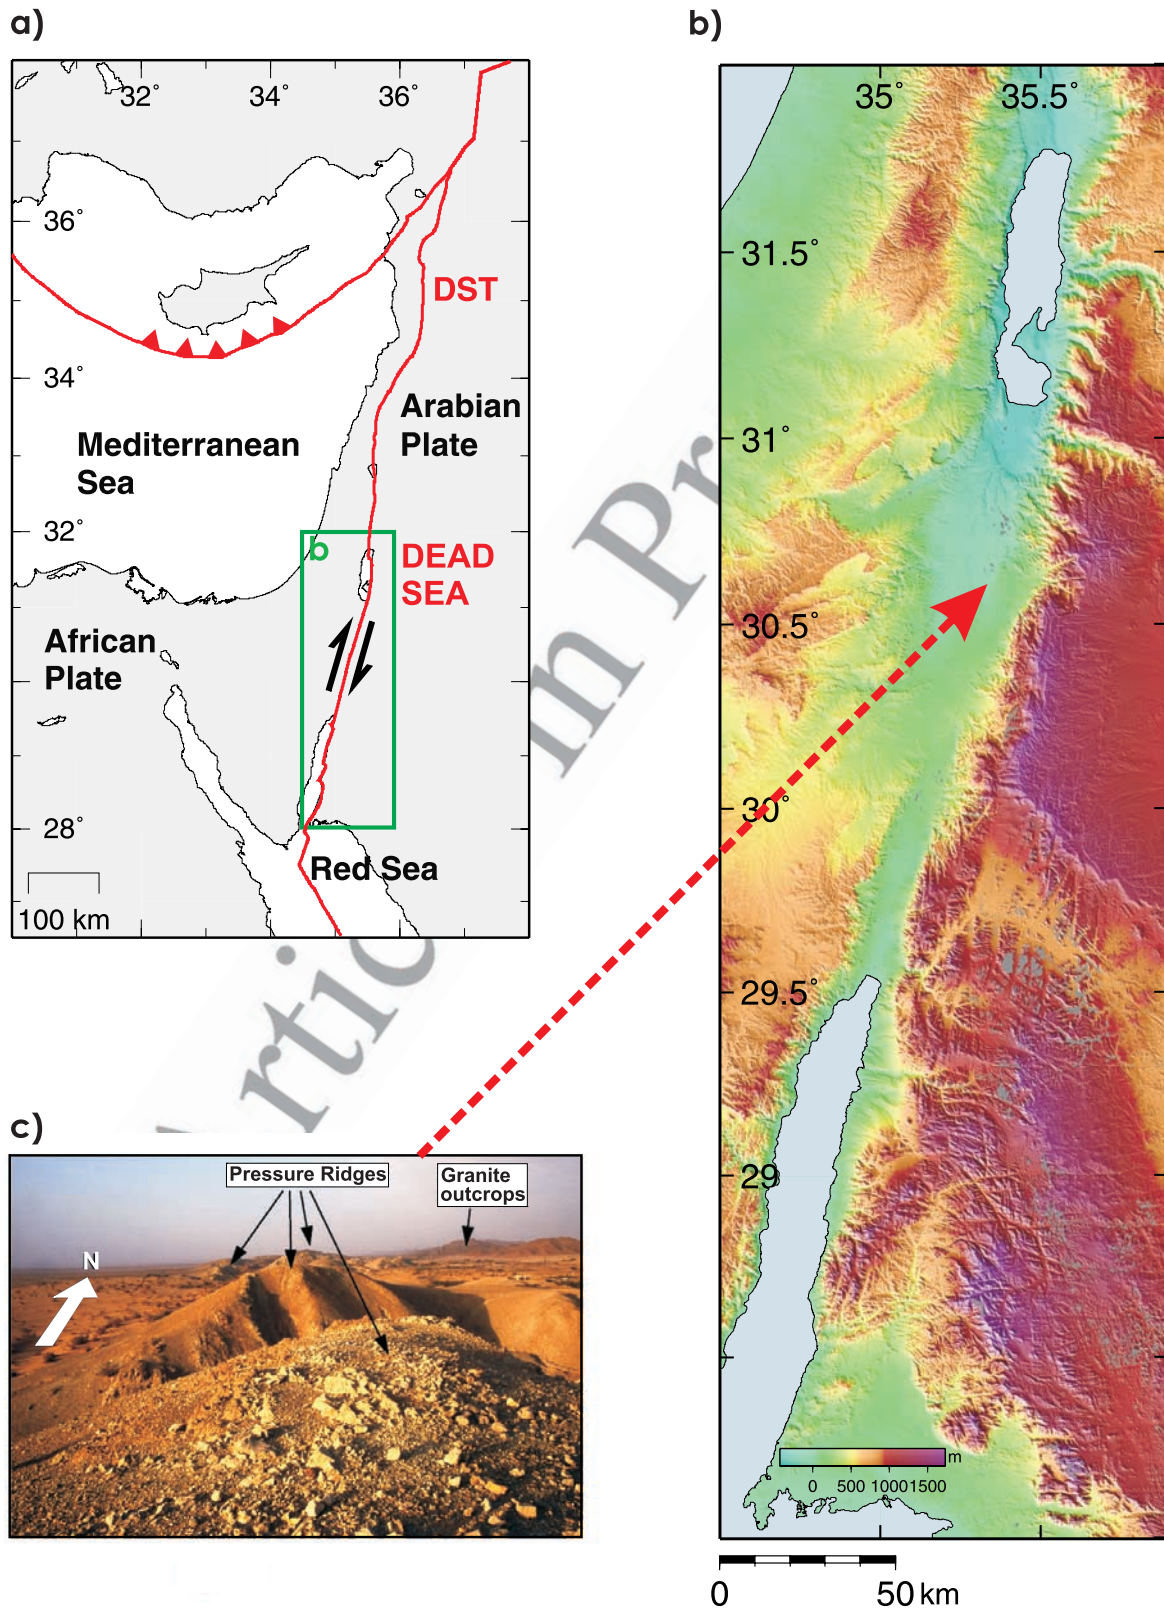 a)
32°
34°
36°
36°
DST
34°
Arabian
Plate
Mediterranean
Sea
32°
b
DEAD
SEA
African
Plate
28°
Red Sea
100 km
b)
35°
35.5°
31.5°
31°
30.5°
30°
29.5°
29
m
0 500 1000 1500
0 50 km
c)
Pressure Ridges
Granite
outcrops
N